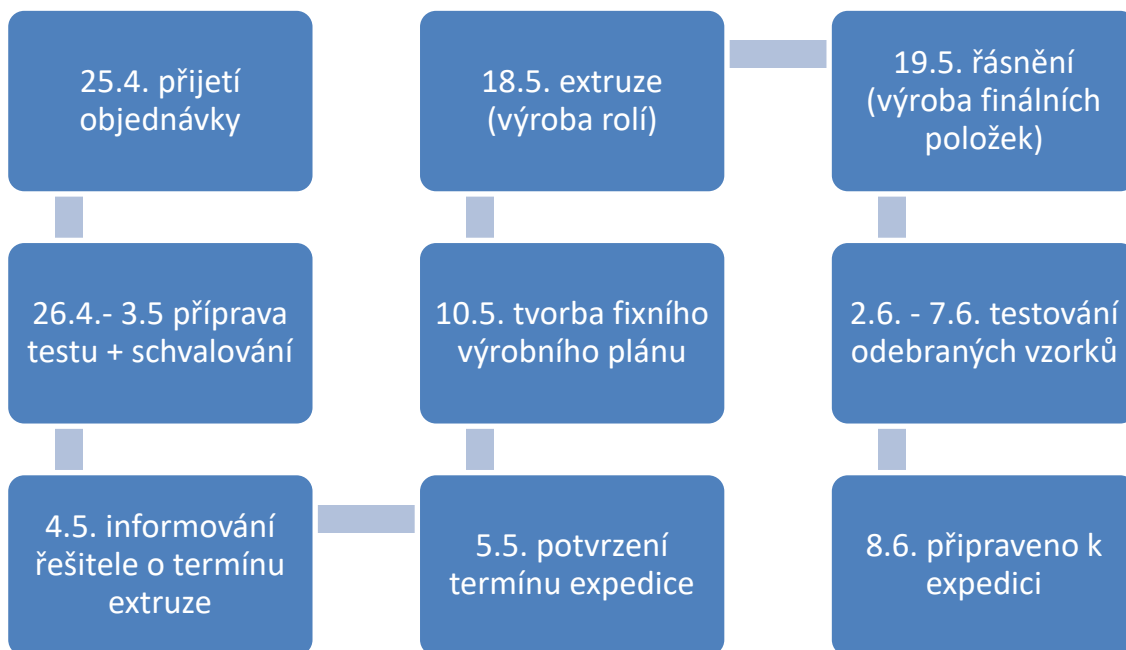 25.4. přijetí
objednávky
26.4.- 3.5 příprava
testu + schvalování
4.5. informování
řešitele o termínu
extruze
5.5. potvrzení
termínu expedice
10.5. tvorba fixního
výrobního plánu
18.5. extruze
(výroba rolí)
19.5. řásnění
(výroba finálních
položek)
2.6. - 7.6. testování
odebraných vzorků
8.6. připraveno k
expedici